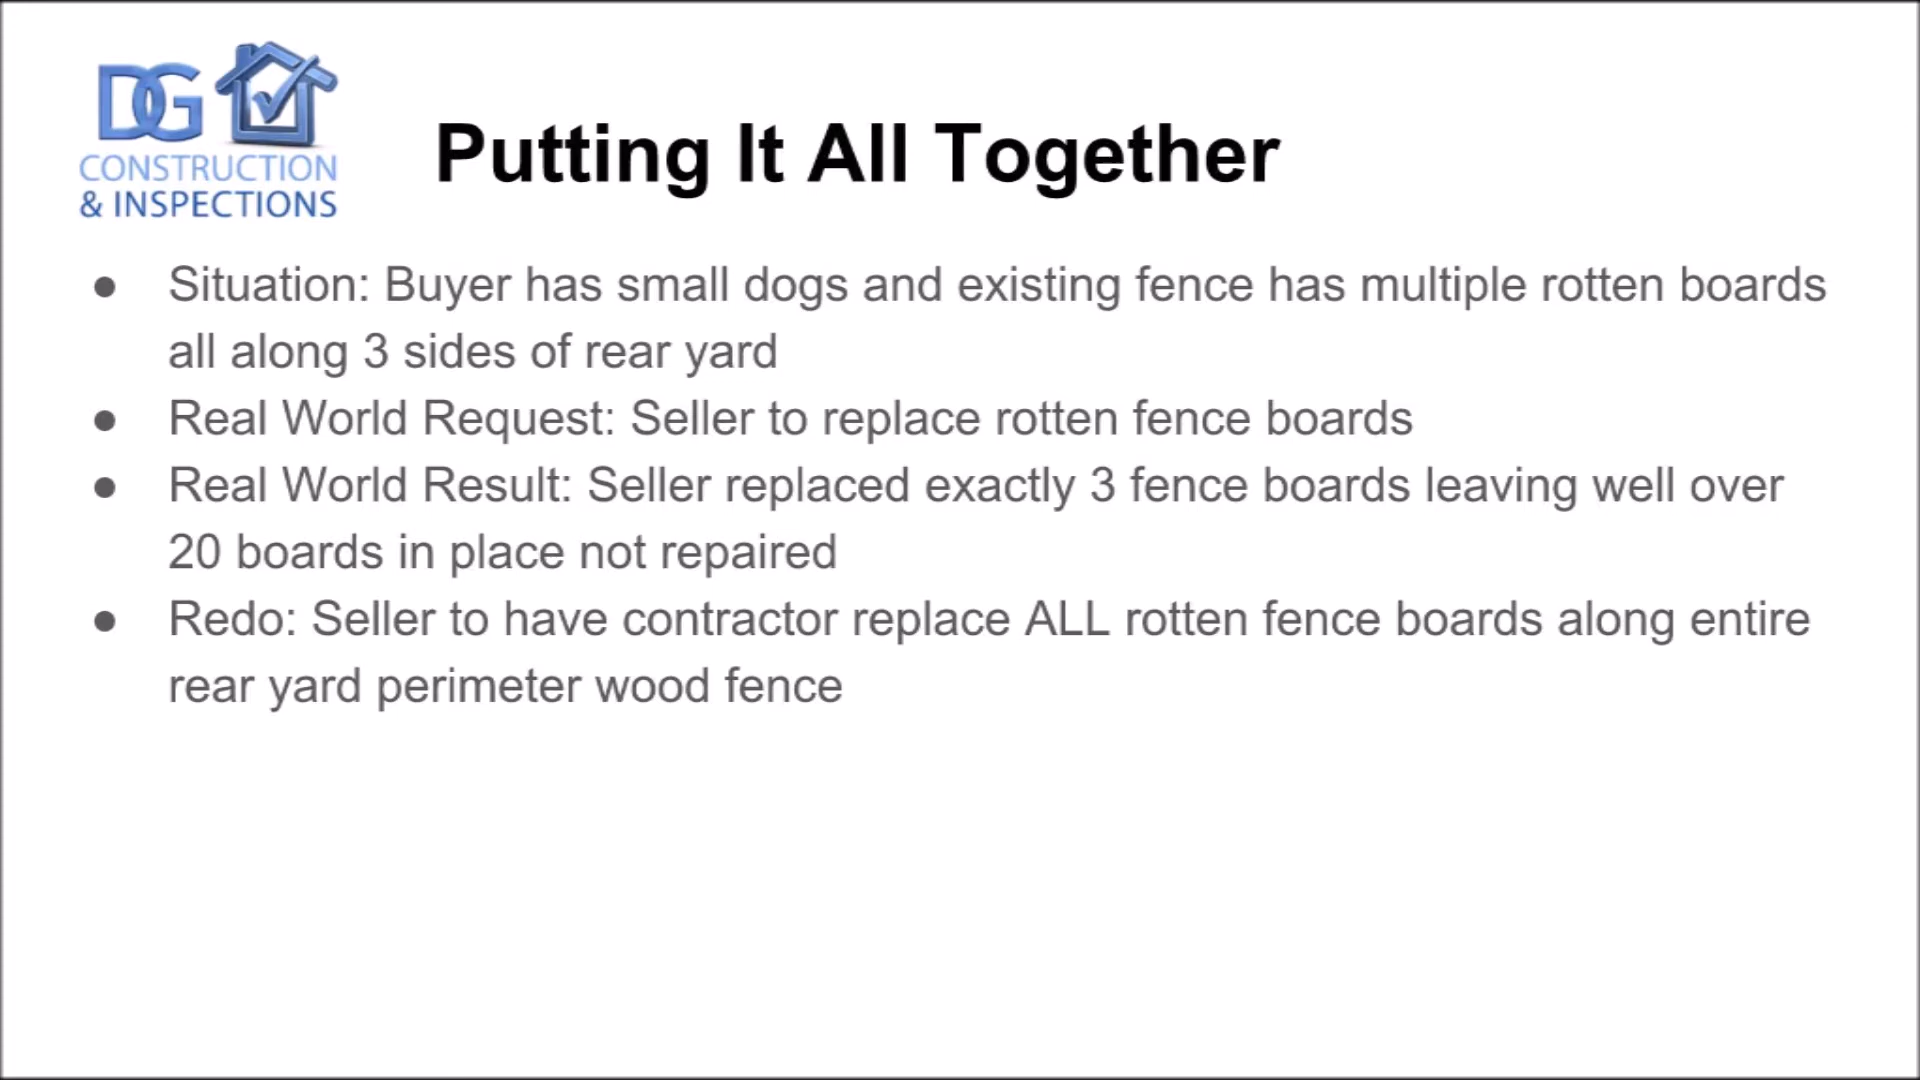 DG
CONSTRUCTION
& INSPECTIONS
Putting It All Together
● Situation: Buyer has small dogs and existing fence has multiple rotten boards
all along 3 sides of rear yard
● Real World Request: Seller to replace rotten fence boards
● Real World Result: Seller replaced exactly 3 fence boards leaving well over
20 boards in place not repaired
● Redo: Seller to have contractor replace ALL rotten fence boards along entire
rear yard perimeter wood fence